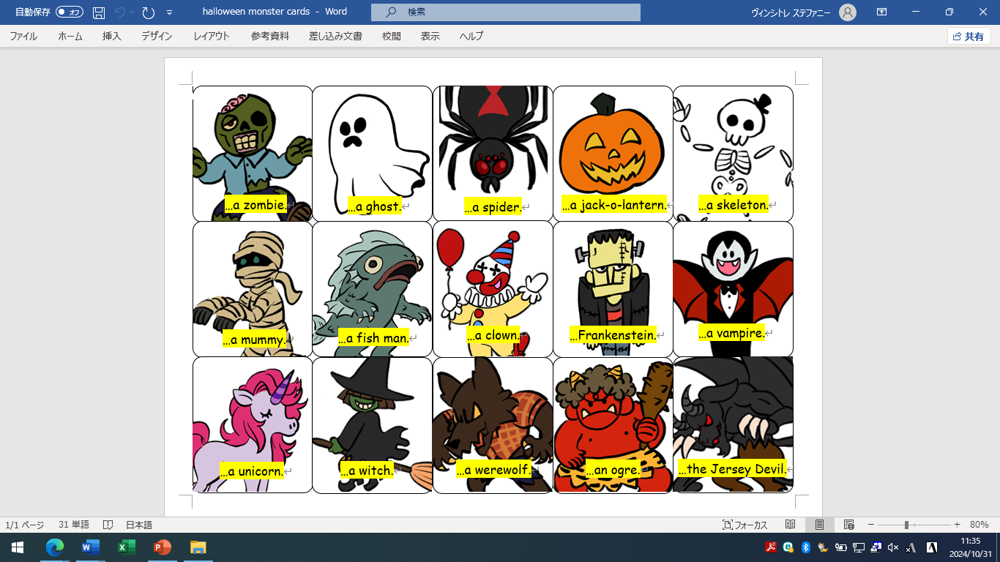 自動保存 オフ halloween monster cards - Word 検索 ヴィンシトレ ステファニー
ファイル ホーム 挿入 デザイン レイアウト 参考資料 差し込み文書 校閲 表示 ヘルプ 共有
...a zombie. ...a ghost. ...a spider. ...a jack-o-lantern. ...a skeleton.
...a mummy. ...a fish man. ...a clown. ...Frankenstein. ...a vampire.
...a unicorn. ...a witch. ...a werewolf. ...an ogre. ...the Jersey Devil.
1/1 ページ 31 単語 日本語 フォーカス 80%
11:35
2024/10/31